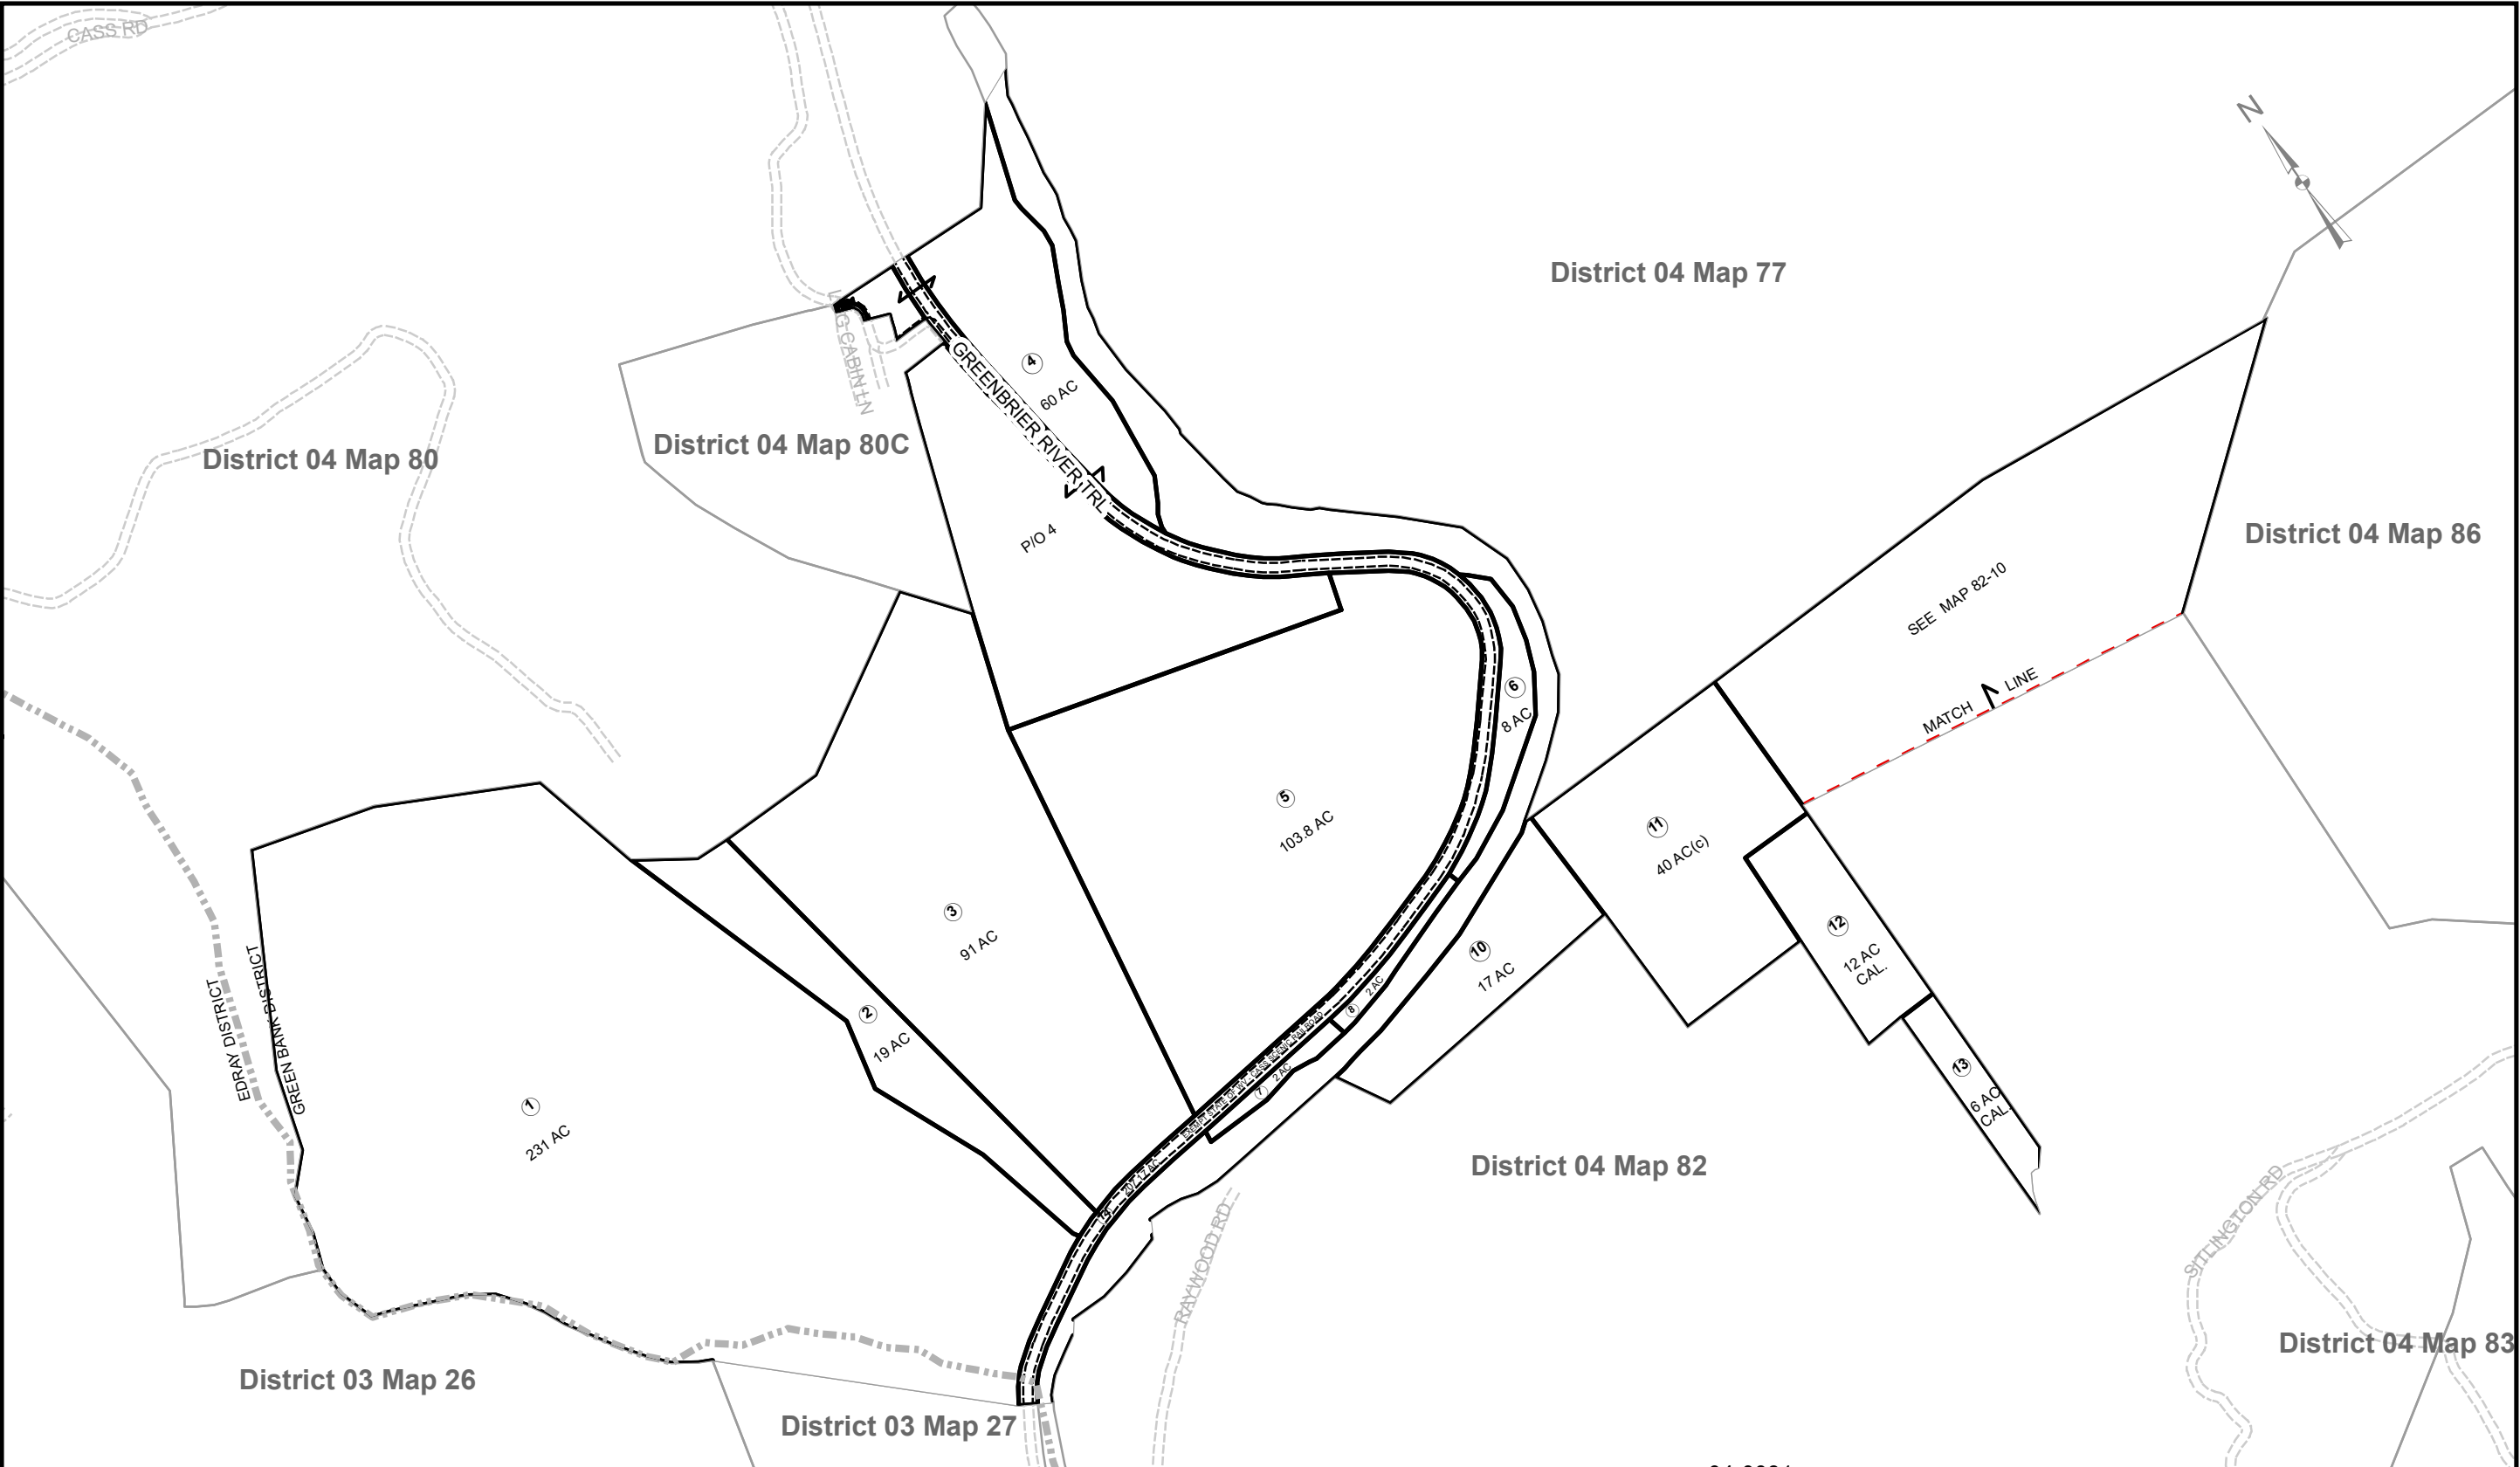 CASS RD
N
District 04 Map 77
G CABIN LN
GREENBRIER RIVER TRL
4
60 AC
District 04 Map 80
District 04 Map 80C
P/O 4
District 04 Map 86
SEE MAP 82-10
MATCH LINE
6
8 AC
5
103.8 AC
11
40 AC(c)
3
91 AC
12
12 AC
CAL.
10
17 AC
2
19 AC
8
2 AC
7
2 AC
EDRAY DISTRICT
GREEN BANK DISTRICT
1
231 AC
13
6 AC
CAL.
District 04 Map 82
RAYWOOD RD
SITLINGTON RD
District 04 Map 83
District 03 Map 26
District 03 Map 27